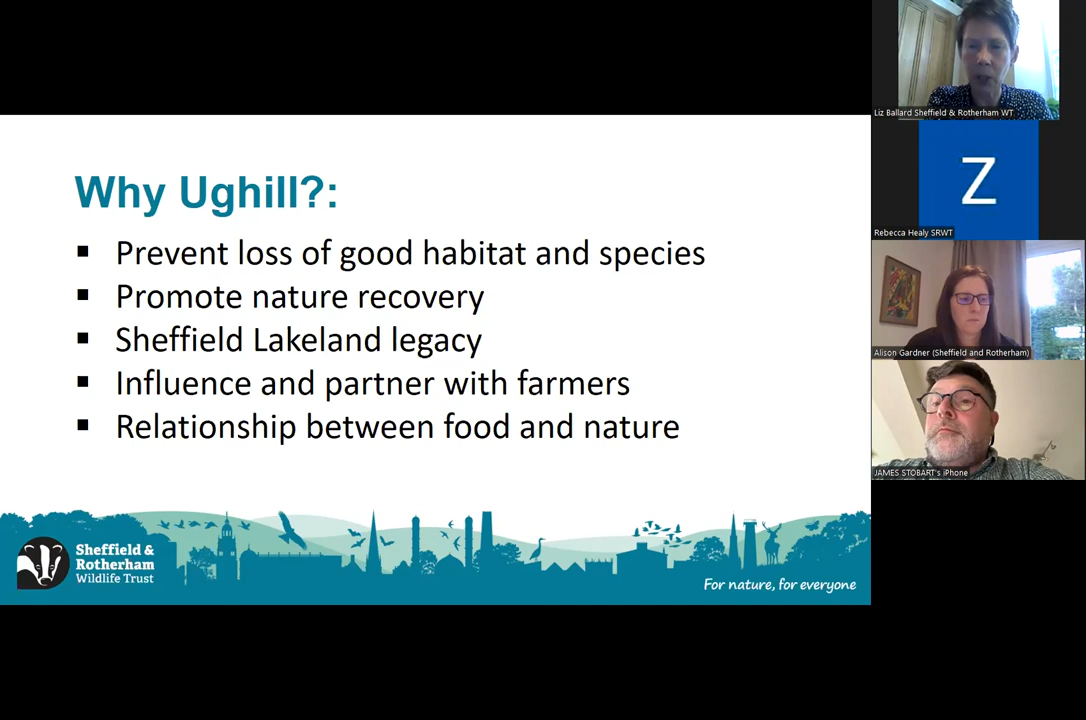 Why Ughill?:
Prevent loss of good habitat and species
Promote nature recovery
Sheffield Lakeland legacy
Influence and partner with farmers
Relationship between food and nature
Sheffield &
Rotherham
Wildlife Trust
For nature, for everyone
Liz Ballard Sheffield & Rotherham WT
Z
Rebecca Healy SRWT
Alison Gardner (Sheffield and Rotherham)
JAMES STOBART's iPhone